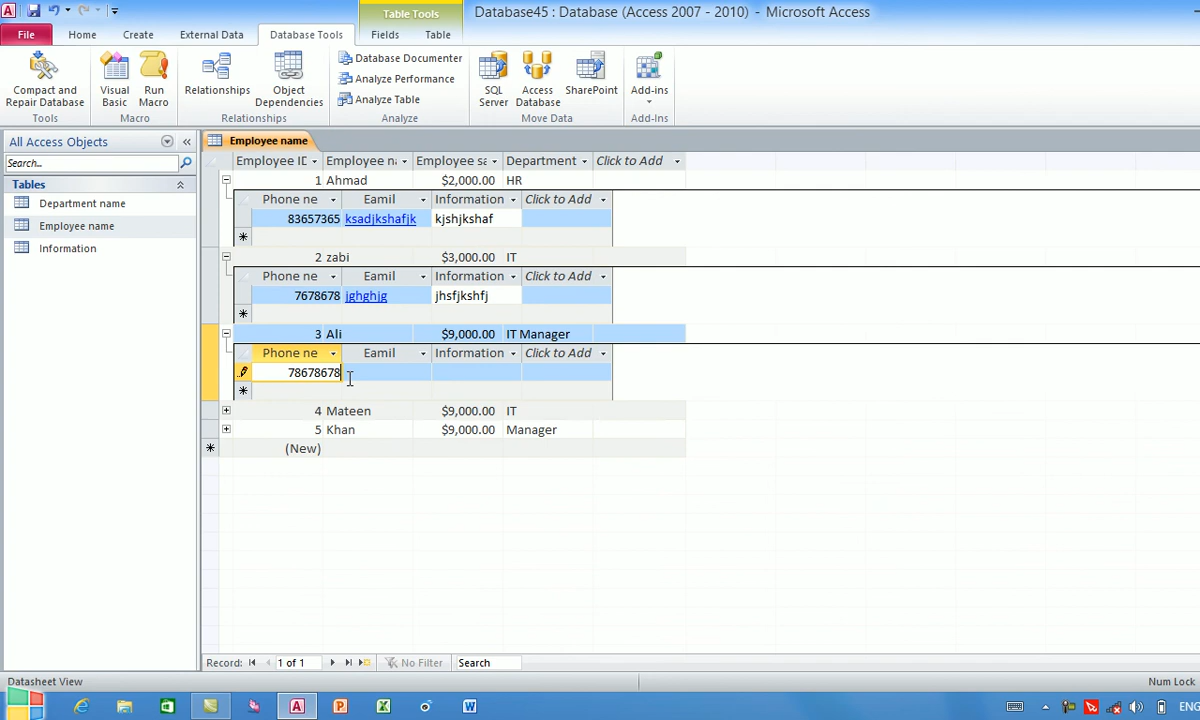 Table Tools
Database45 : Database (Access 2007 - 2010) - Microsoft Access
File Home Create External Data Database Tools Fields Table
Compact and Repair Database
Visual Basic
Run Macro
Relationships
Object Dependencies
Database Documenter
Analyze Performance
Analyze Table
SQL Server
Access Database
SharePoint
Add-ins
Tools Macro Relationships Analyze Move Data Add-Ins
All Access Objects «
Employee name
Search...
Tables
Department name
Employee name
Information
Employee ID Employee na Employee sa Department Click to Add
1 Ahmad $2,000.00 HR
Phone ne Eamil Information Click to Add
83657365 ksadjkshafjk kjshjkshaf
2 zabi $3,000.00 IT
Phone ne Eamil Information Click to Add
7678678 jghghjg jhsfjkshfj
3 Ali $9,000.00 IT Manager
Phone ne Eamil Information Click to Add
78678678
4 Mateen $9,000.00 IT
5 Khan $9,000.00 Manager
(New)
Record: 1 of 1 No Filter Search
Datasheet View Num Lock
ENG